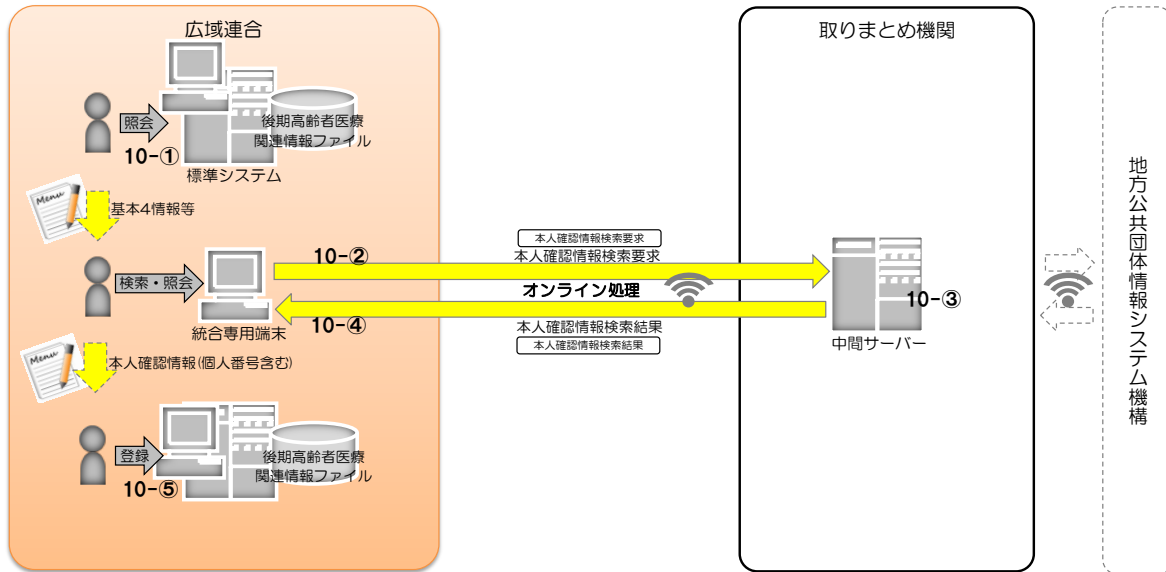 広域連合
取りまとめ機関
照会
後期高齢者医療
関連情報ファイル
10-①
標準システム
Menu
基本4情報等
検索・照会
統合専用端末
10-②
本人確認情報検索要求
本人確認情報検索要求
オンライン処理
10-③
10-④
本人確認情報検索結果
本人確認情報検索結果
中間サーバー
地方公共団体情報システム機構
Menu
本人確認情報(個人番号含む)
登録
後期高齢者医療
関連情報ファイル
10-⑤